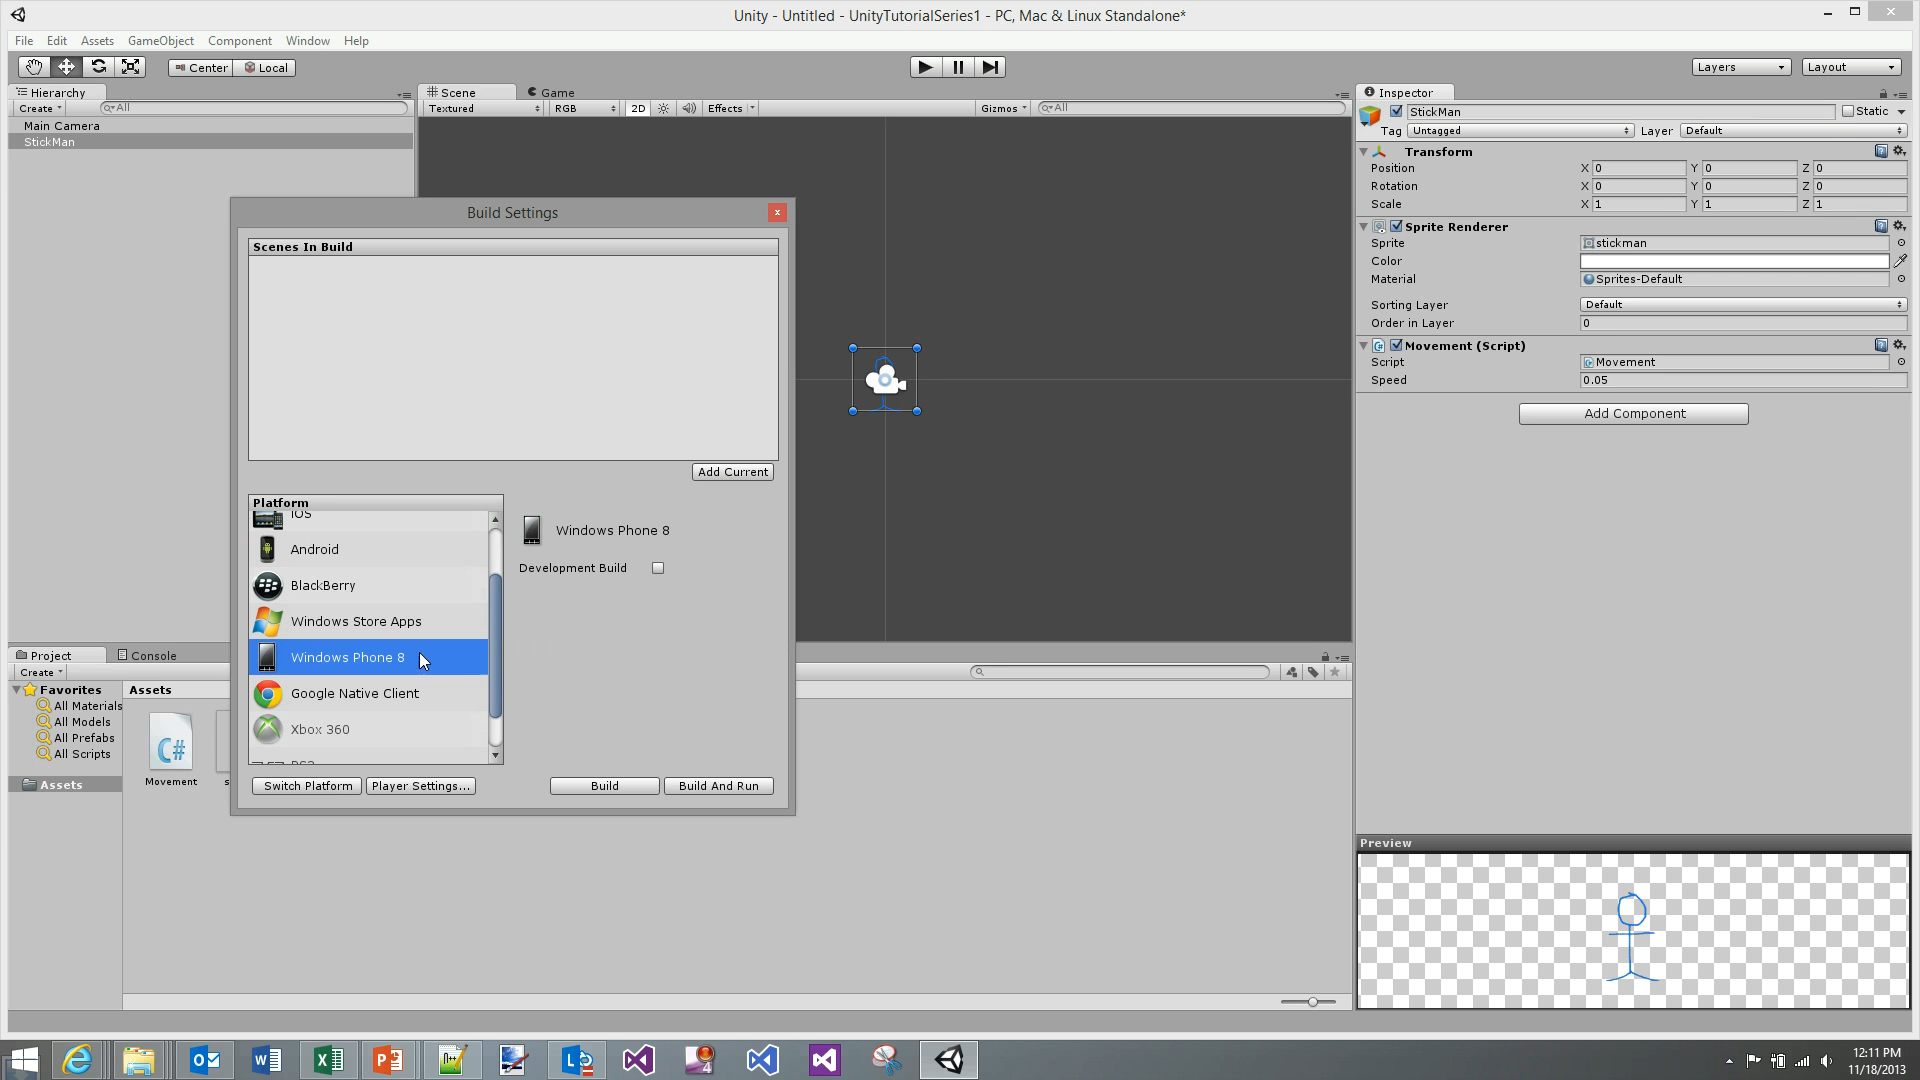 Unity - Untitled - UnityTutorialSeries1 - PC, Mac & Linux Standalone*
File Edit Assets GameObject Component Window Help
Center Local
Layers Layout
Hierarchy
Create All
Main Camera
StickMan
Scene Game
Textured RGB 2D Effects Gizmos All
Inspector
StickMan Static
Tag Untagged Layer Default
Transform
Position X 0 Y 0 Z 0
Rotation X 0 Y 0 Z 0
Scale X 1 Y 1 Z 1
Sprite Renderer
Sprite stickman
Color
Material Sprites-Default
Sorting Layer Default
Order in Layer 0
Movement (Script)
Script Movement
Speed 0.05
Add Component
Build Settings
Scenes In Build
Add Current
Platform
iOS
Android
BlackBerry
Windows Store Apps
Windows Phone 8
Google Native Client
Xbox 360
PS3
Windows Phone 8
Development Build
Switch Platform Player Settings... Build Build And Run
Project Console
Create
Favorites
All Materials
All Models
All Prefabs
All Scripts
Assets
Assets
C#
Movement
Preview
12:11 PM
11/18/2013